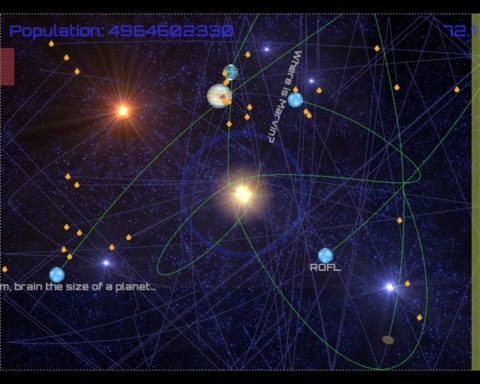 Population: 4964602330
72.
Where is Marvin?
ROFL
m, brain the size of a planet...